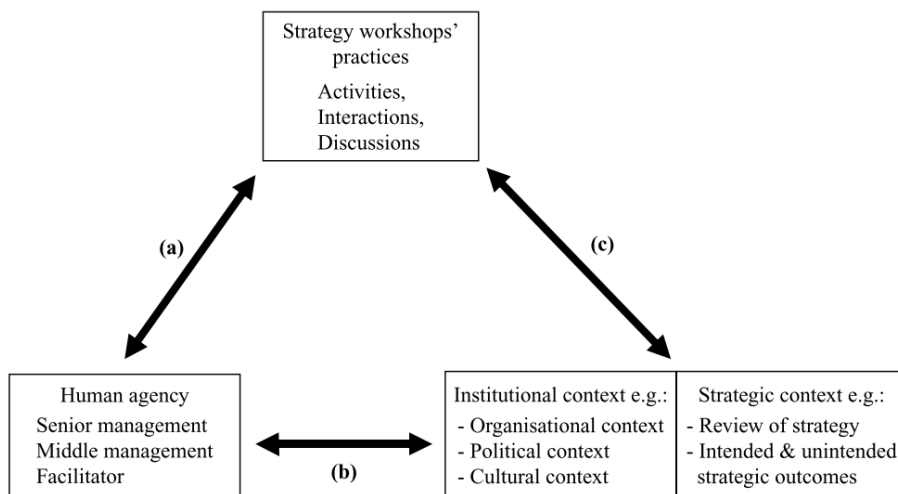 Strategy workshops’
practices
Activities,
Interactions,
Discussions
(a)
(c)
Human agency
Senior management
Middle management
Facilitator
(b)
Institutional context e.g.:
- Organisational context
- Political context
- Cultural context
Strategic context e.g.:
- Review of strategy
- Intended & unintended
strategic outcomes